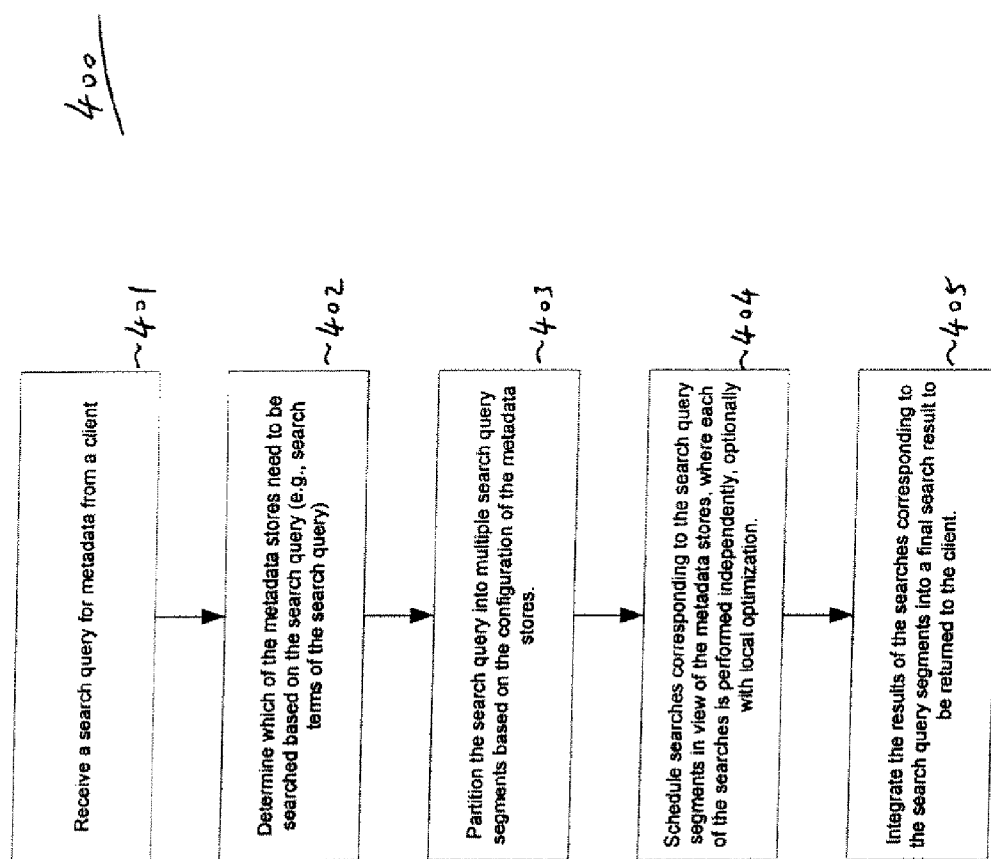 400
Receive a search query for metadata from a client
~401
Determine which of the metadata stores need to be
searched based on the search query (e.g., search
terms of the search query)
~402
Partition the search query into multiple search query
segments based on the configuration of the metadata
stores.
~403
Schedule searches corresponding to the search query
segments in view of the metadata stores, where each
of the searches is performed independently, optionally
with local optimization.
~404
Integrate the results of the searches corresponding to
the search query segments into a final search result to
be returned to the client.
~405